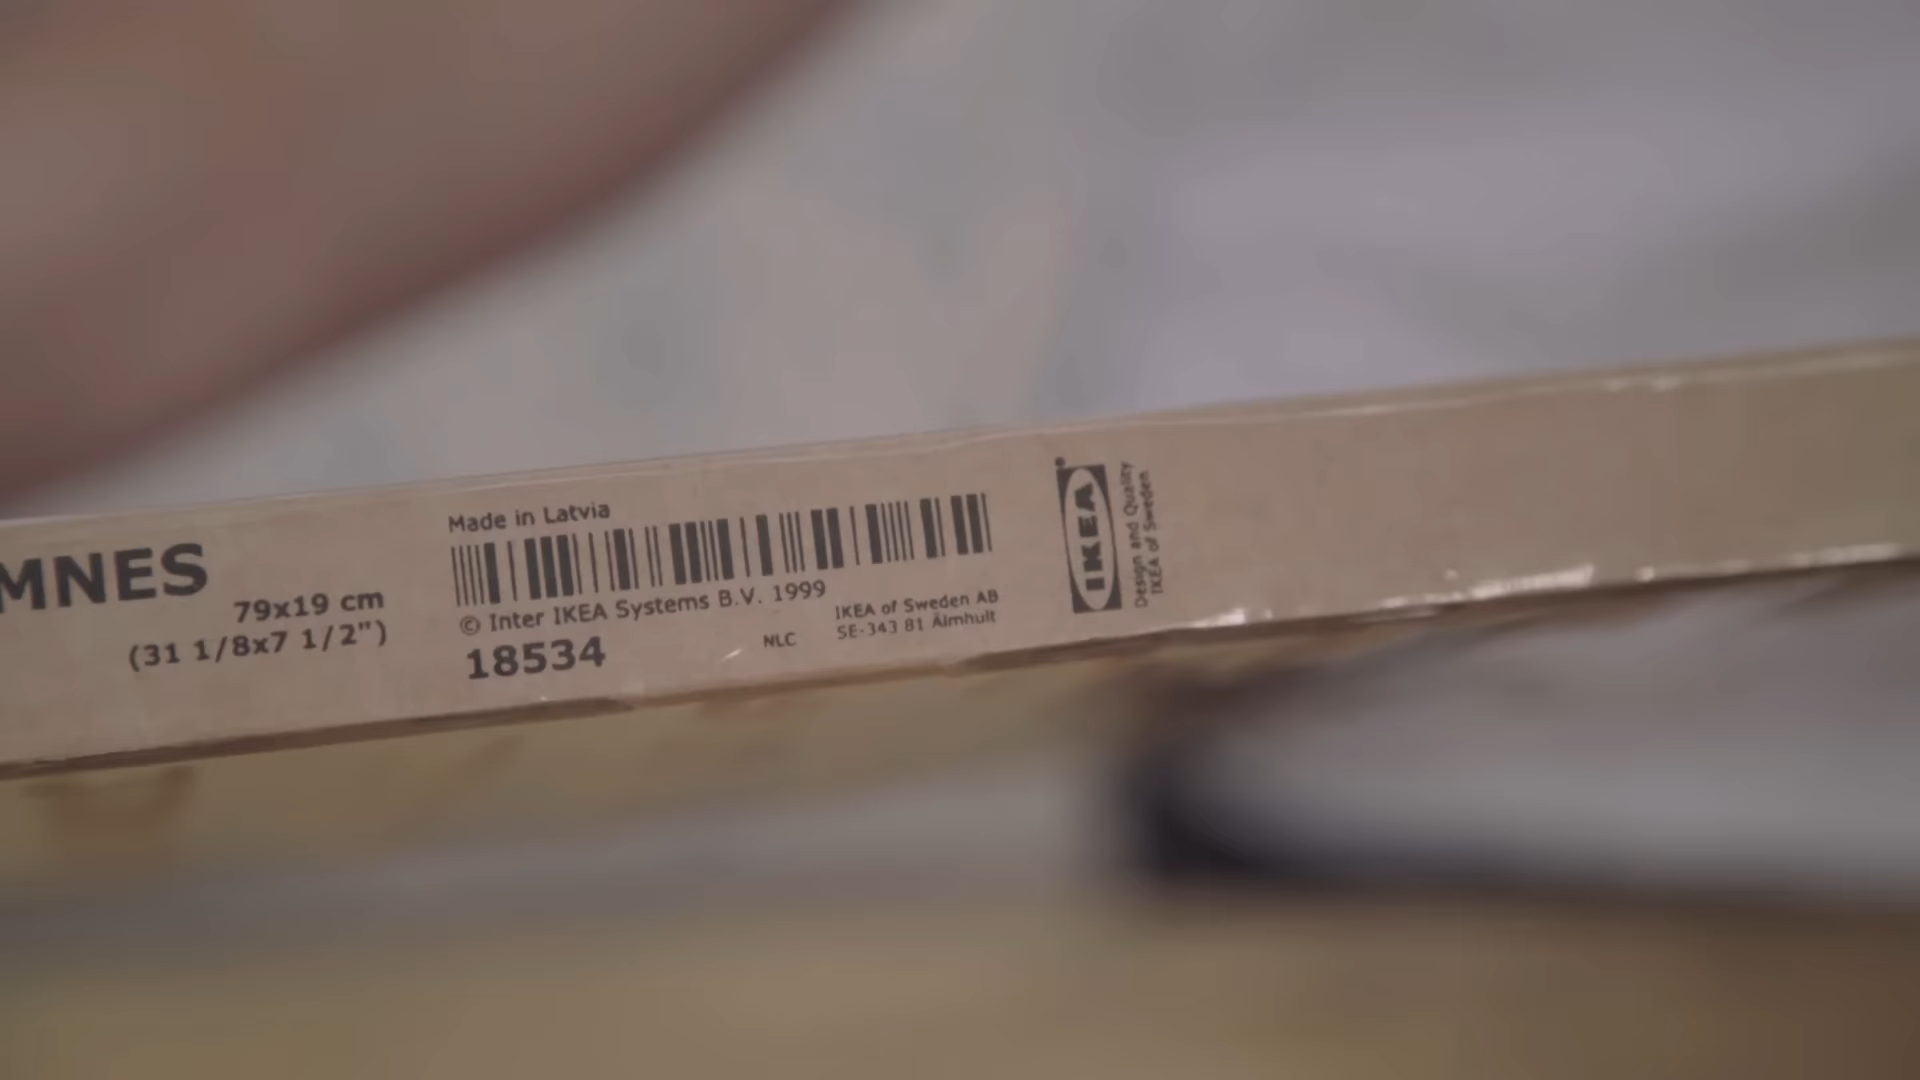 MNES
79x19 cm
(31 1/8x7 1/2")
Made in Latvia
© Inter IKEA Systems B.V. 1999
18534
NLC
IKEA of Sweden AB
SE-343 81 Älmhult
IKEA®
Design and Quality
IKEA of Sweden